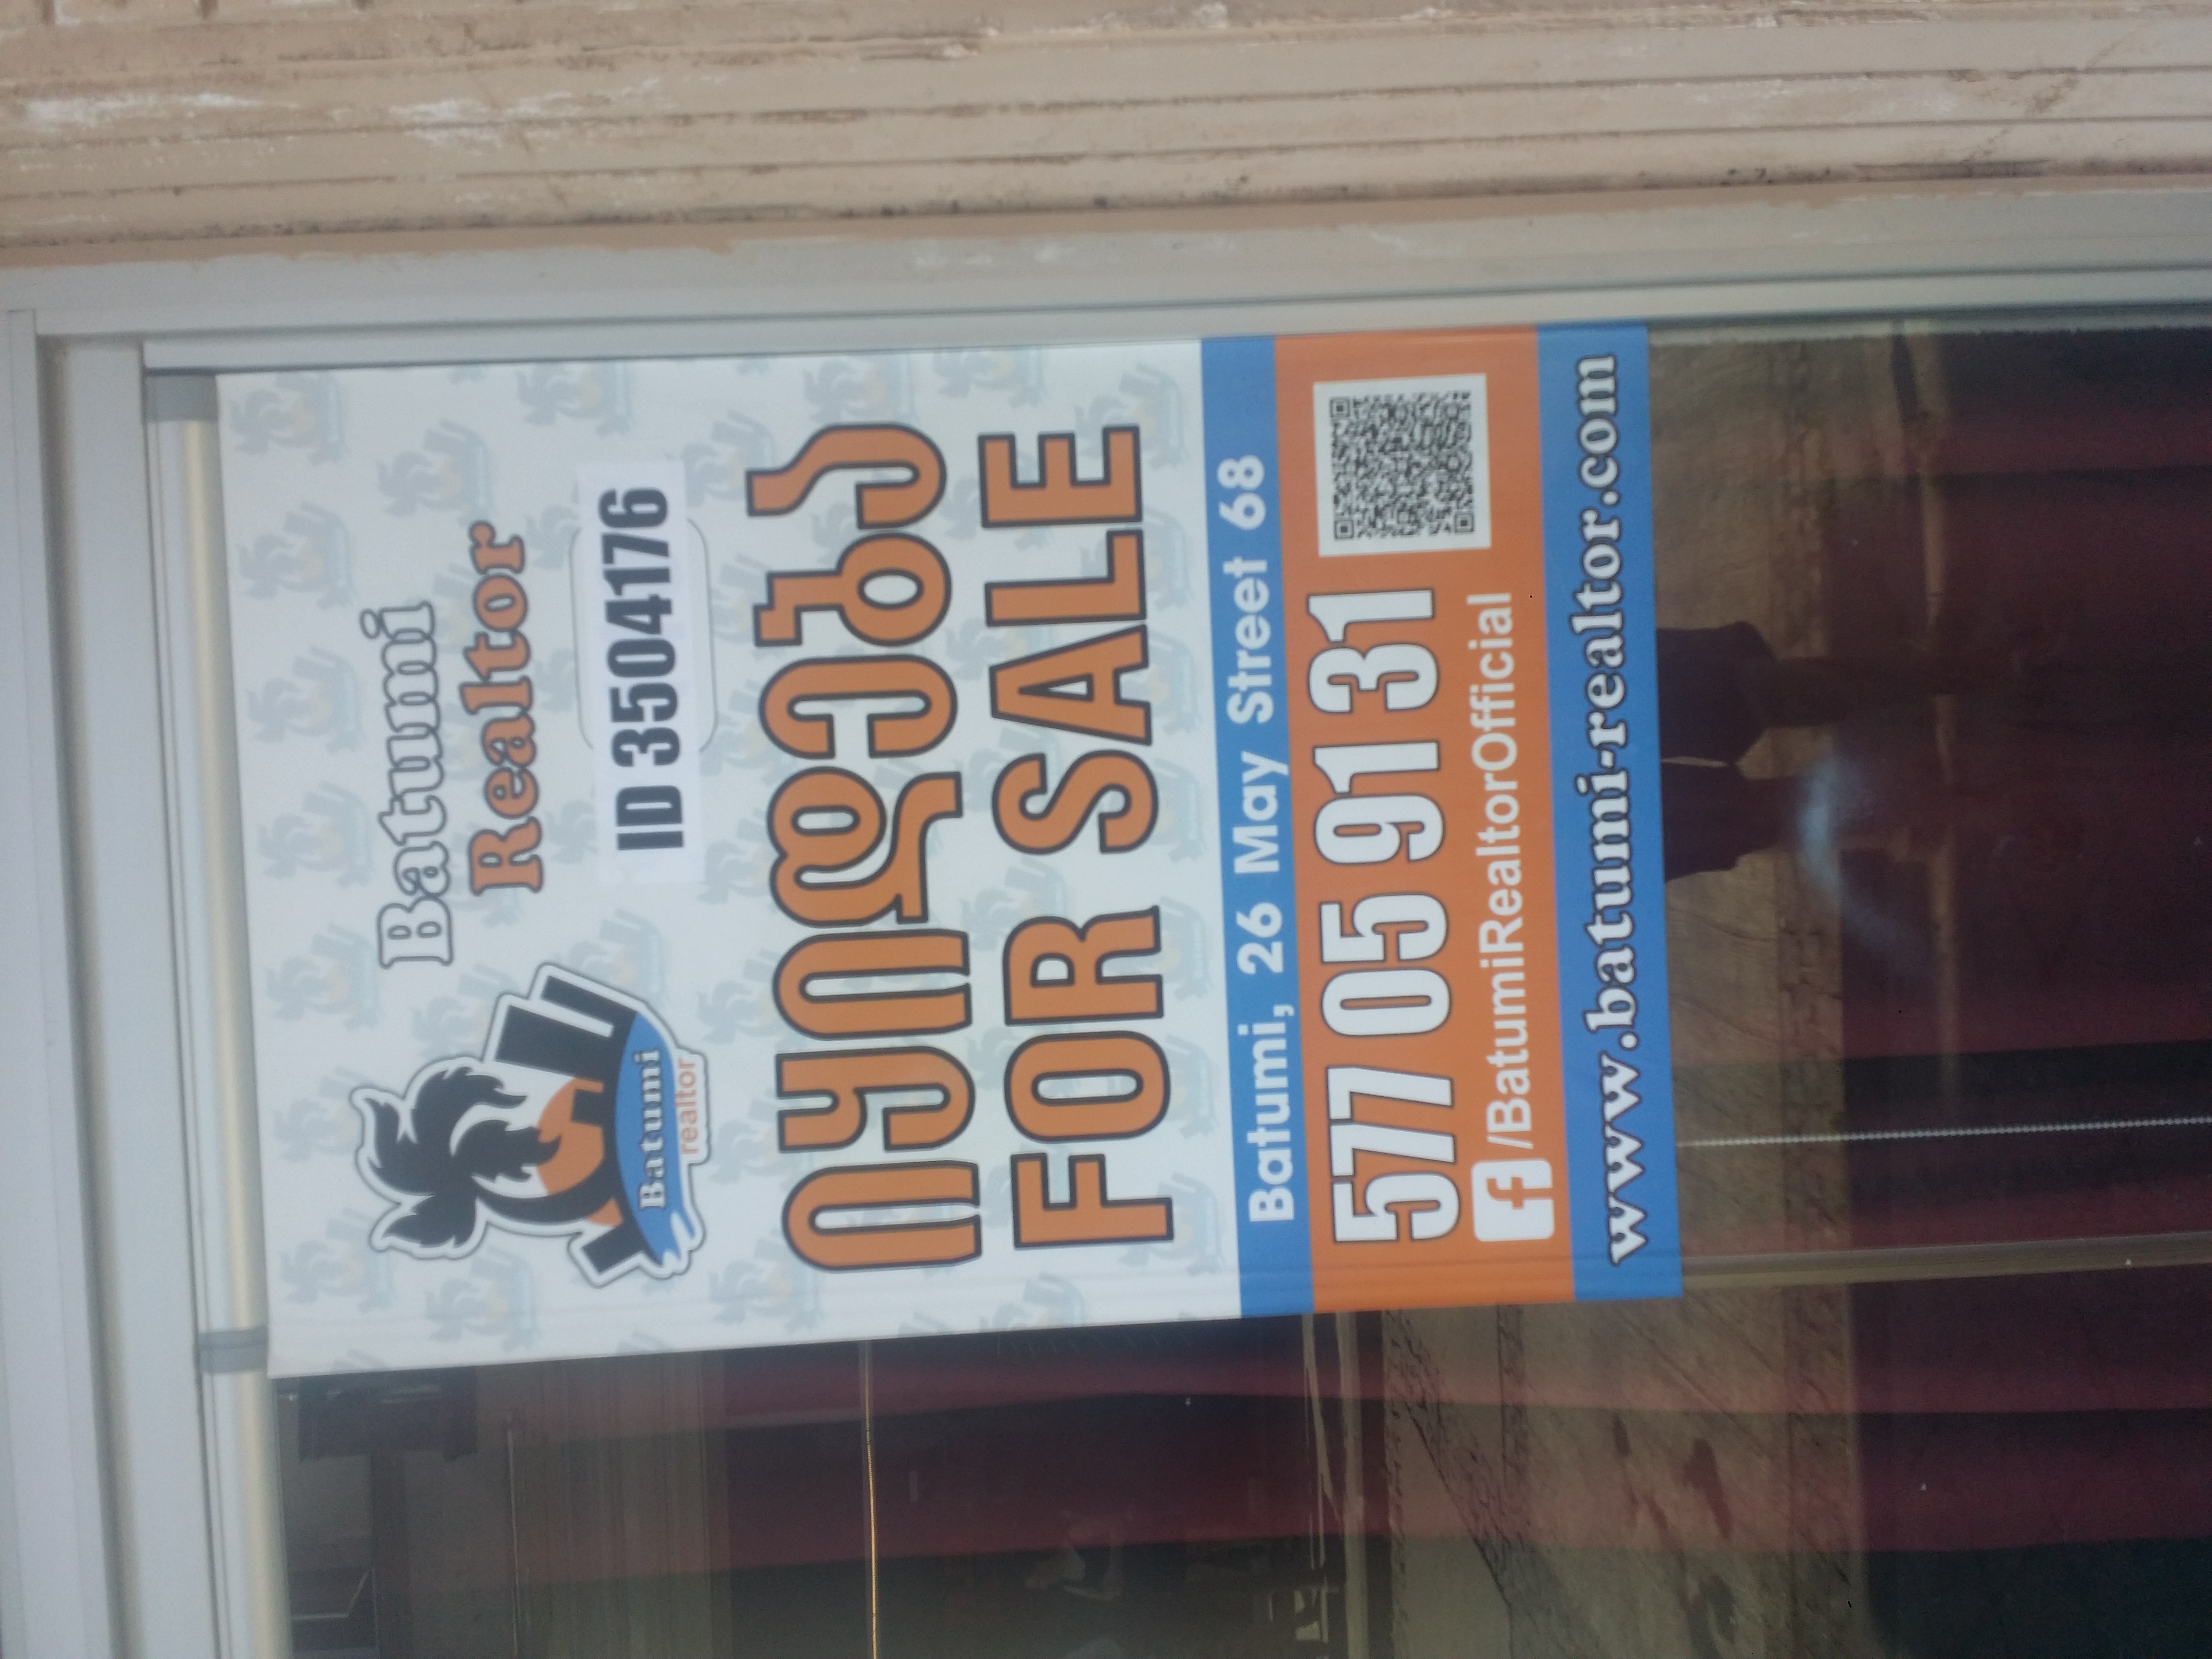 Batumi
Realtor
Batumi
realtor
ID 3504176
იყიდება
FOR SALE
Batumi, 26 May Street 68
577 05 91 31
f/BatumiRealtorOfficial
www.batumi-realtor.com